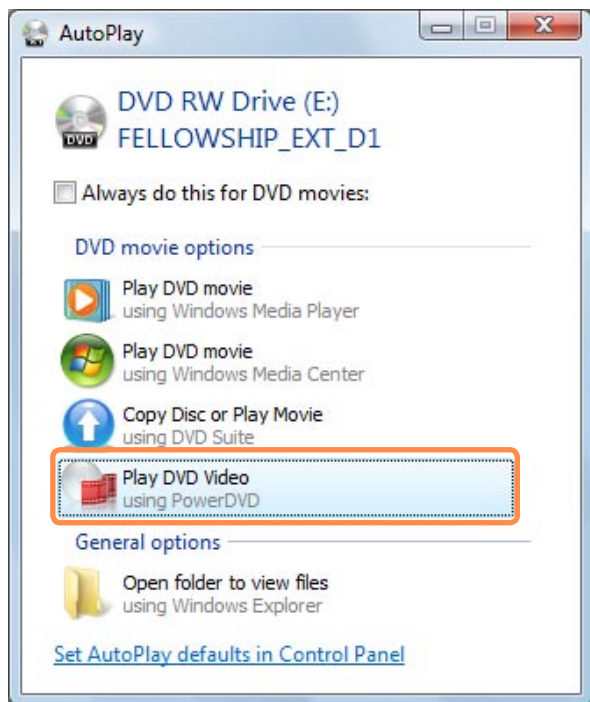 AutoPlay
DVD RW Drive (E:)
FELLOWSHIP_EXT_D1
Always do this for DVD movies:
DVD movie options
Play DVD movie
using Windows Media Player
Play DVD movie
using Windows Media Center
Copy Disc or Play Movie
using DVD Suite
Play DVD Video
using PowerDVD
General options
Open folder to view files
using Windows Explorer
Set AutoPlay defaults in Control Panel